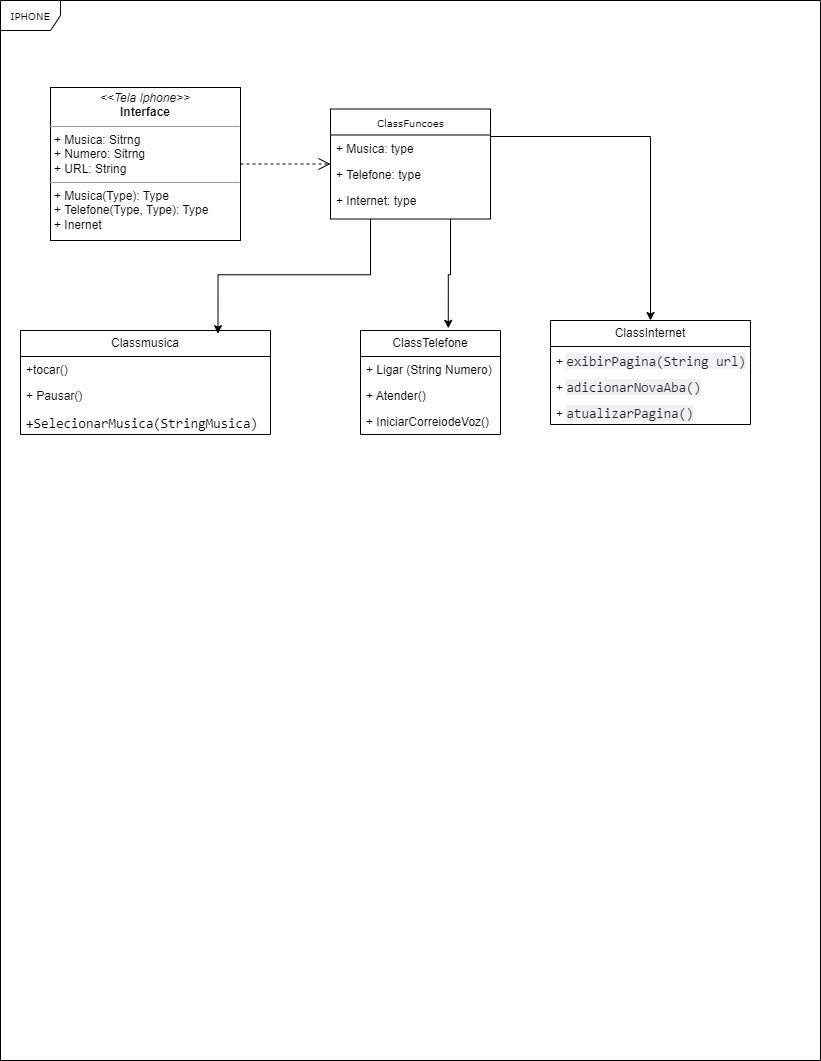 IPHONE
<<Tela Iphone>>
Interface
+ Musica: Sitrng
+ Numero: Sitrng
+ URL: String
+ Musica(Type): Type
+ Telefone(Type, Type): Type
+ Inernet
ClassFuncoes
+ Musica: type
+ Telefone: type
+ Internet: type
Classmusica
+tocar()
+ Pausar()
+SelecionarMusica(StringMusica)
ClassTelefone
+ Ligar (String Numero)
+ Atender()
+ IniciarCorreiodeVoz()
ClassInternet
+ exibirPagina(String url)
+ adicionarNovaAba()
+ atualizarPagina()